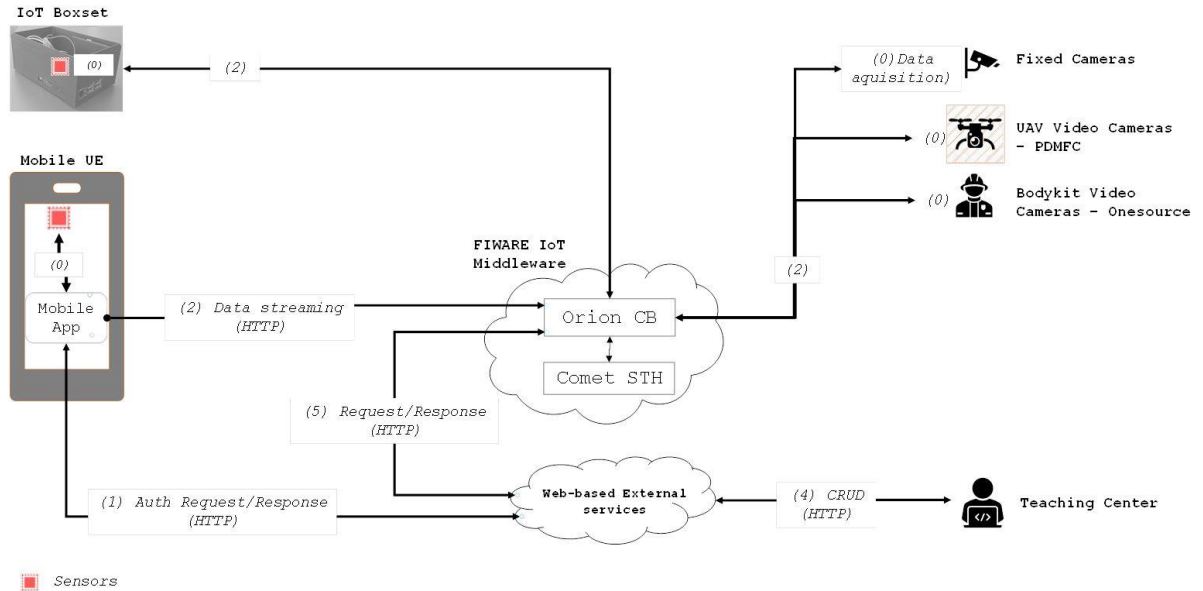 IoT Boxset
(0)
(2)
(0)Data
aquisition)
Fixed Cameras
(0)
UAV Video Cameras
- PDMFC
Mobile UE
(0)
Bodykit Video
Cameras - Onesource
(0)
FIWARE IoT
Middleware
(2)
Mobile
App
(2) Data streaming
(HTTP)
Orion CB
Comet STH
(5) Request/Response
(HTTP)
(1) Auth Request/Response
(HTTP)
Web-based External
services
(4) CRUD
(HTTP)
Teaching Center
Sensors